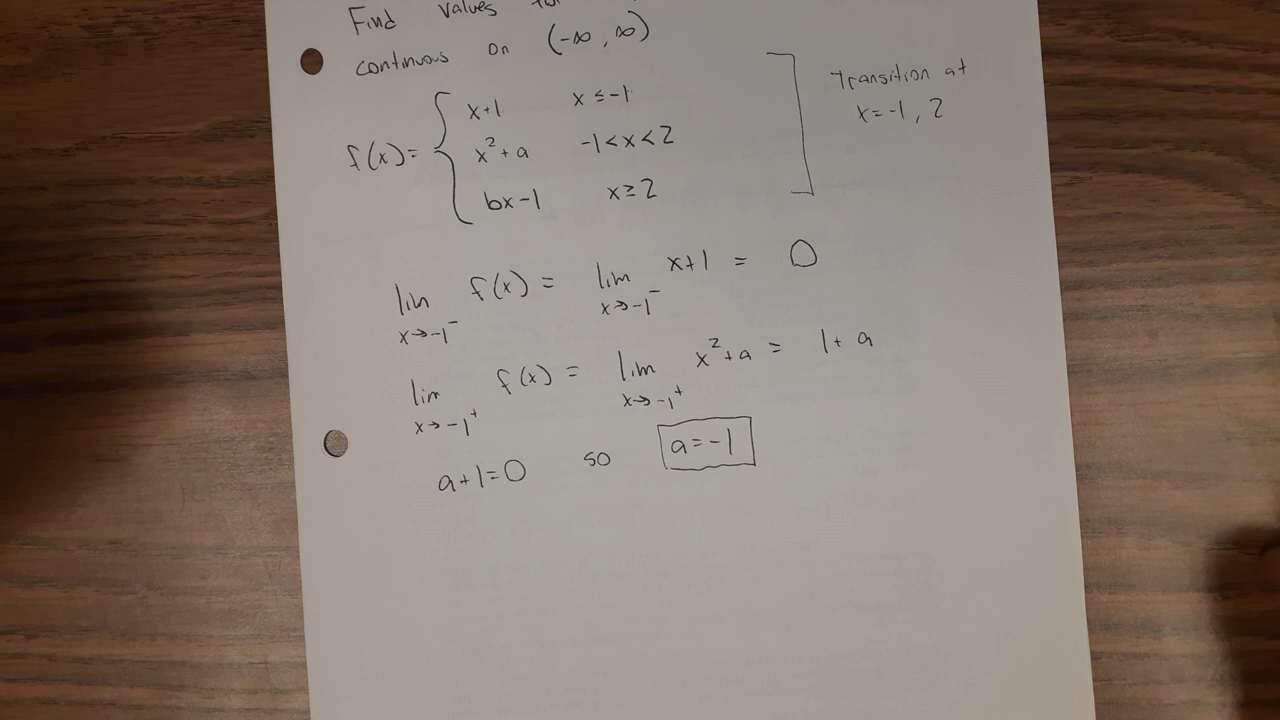 Find values
continuous on (-∞, ∞)
f(x)= { x+1 x ≤ -1
x²+a -1<x<2
bx-1 x≥2
Transition at
x=-1, 2
lim f(x) = lim x+1 = 0
x→-1⁻ x→-1⁻
lim f(x) = lim x²+a = 1+a
x→-1⁺ x→-1⁺
a+1=0 so a=-1